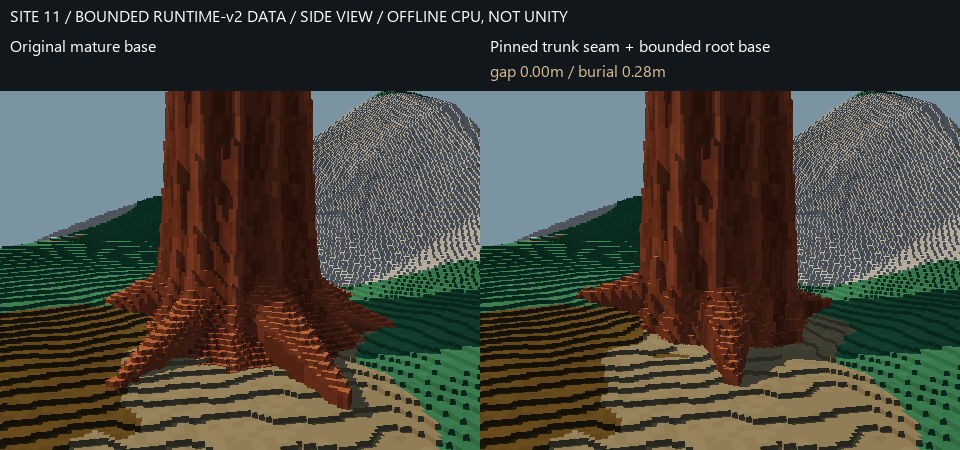 SITE 11 / BOUNDED RUNTIME-v2 DATA / SIDE VIEW / OFFLINE CPU, NOT UNITY
Original mature base
Pinned trunk seam + bounded root base
gap 0.00m / burial 0.28m